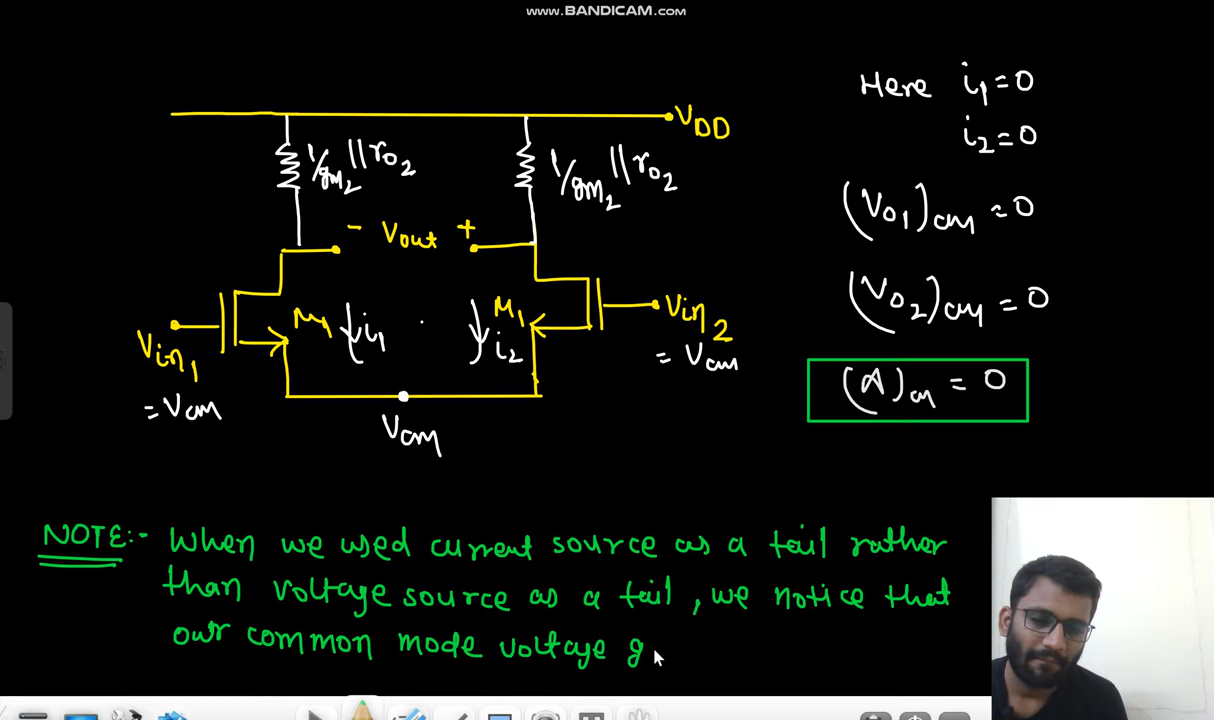 www.BANDICAM.com
Here i1=0
i2=0
VDD
1/gm2||ro2
1/gm2||ro2
- Vout +
(Vo1)cm=0
(Vo2)cm=0
M1
i1
M1
i2
Vin1
=Vcm
Vin2
=Vcm
(A)cm=0
Vcm
NOTE:- When we used current source as a tail rather
than voltage source as a tail, we notice that
our common mode voltage g